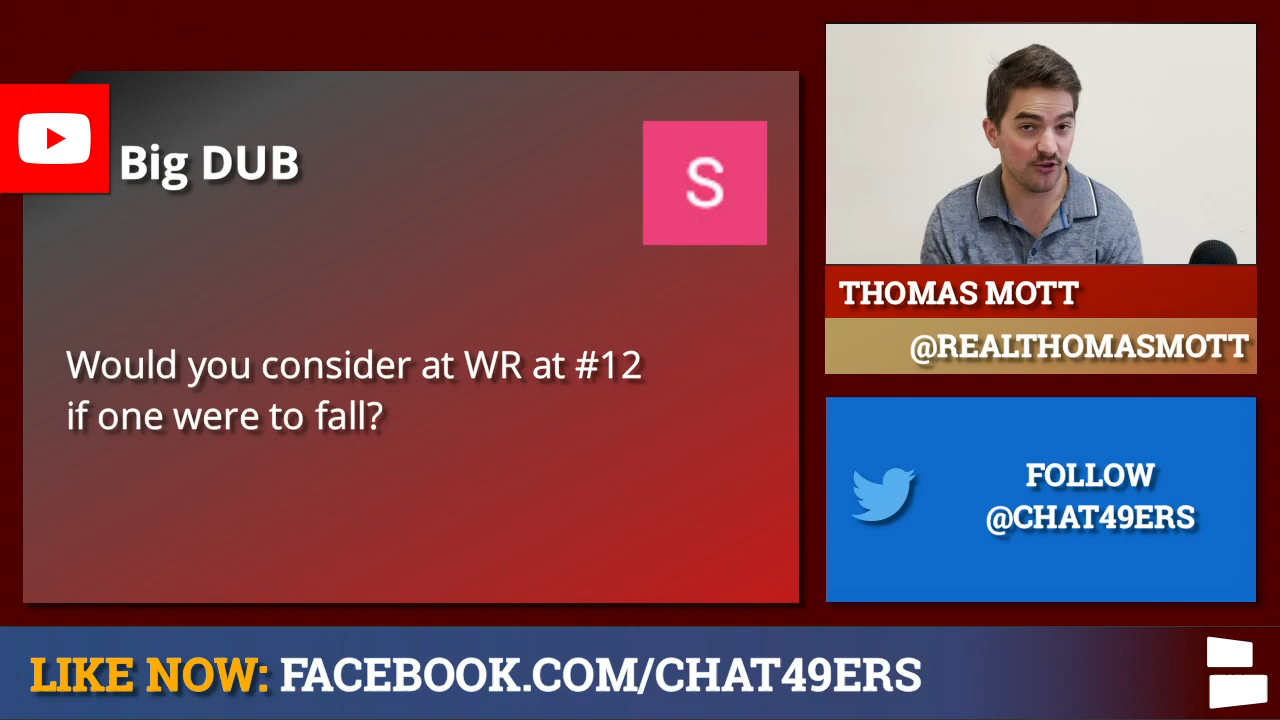 Big DUB
S
Would you consider at WR at #12
if one were to fall?
THOMAS MOTT
@REALTHOMASMOTT
FOLLOW
@CHAT49ERS
LIKE NOW: FACEBOOK.COM/CHAT49ERS